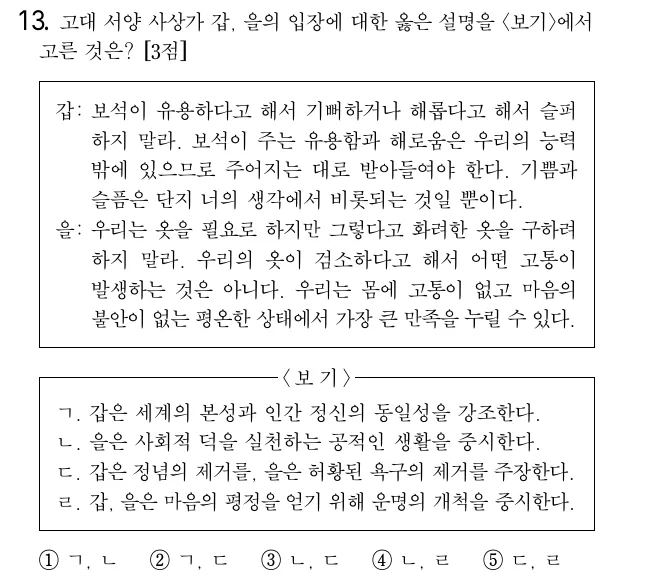 13. 고대 서양 사상가 갑, 을의 입장에 대한 옳은 설명을 <보기>에서
고른 것은? [3점]
갑: 보석이 유용하다고 해서 기뻐하거나 해롭다고 해서 슬퍼
하지 말라. 보석이 주는 유용함과 해로움은 우리의 능력
밖에 있으므로 주어지는 대로 받아들여야 한다. 기쁨과
슬픔은 단지 너의 생각에서 비롯되는 것일 뿐이다.
을: 우리는 옷을 필요로 하지만 그렇다고 화려한 옷을 구하려
하지 말라. 우리의 옷이 검소하다고 해서 어떤 고통이
발생하는 것은 아니다. 우리는 몸에 고통이 없고 마음의
불안이 없는 평온한 상태에서 가장 큰 만족을 누릴 수 있다.
<보 기>
ㄱ. 갑은 세계의 본성과 인간 정신의 동일성을 강조한다.
ㄴ. 을은 사회적 덕을 실천하는 공적인 생활을 중시한다.
ㄷ. 갑은 정념의 제거를, 을은 허황된 욕구의 제거를 주장한다.
ㄹ. 갑, 을은 마음의 평정을 얻기 위해 운명의 개척을 중시한다.
① ㄱ, ㄴ ② ㄱ, ㄷ ③ ㄴ, ㄷ ④ ㄴ, ㄹ ⑤ ㄷ, ㄹ